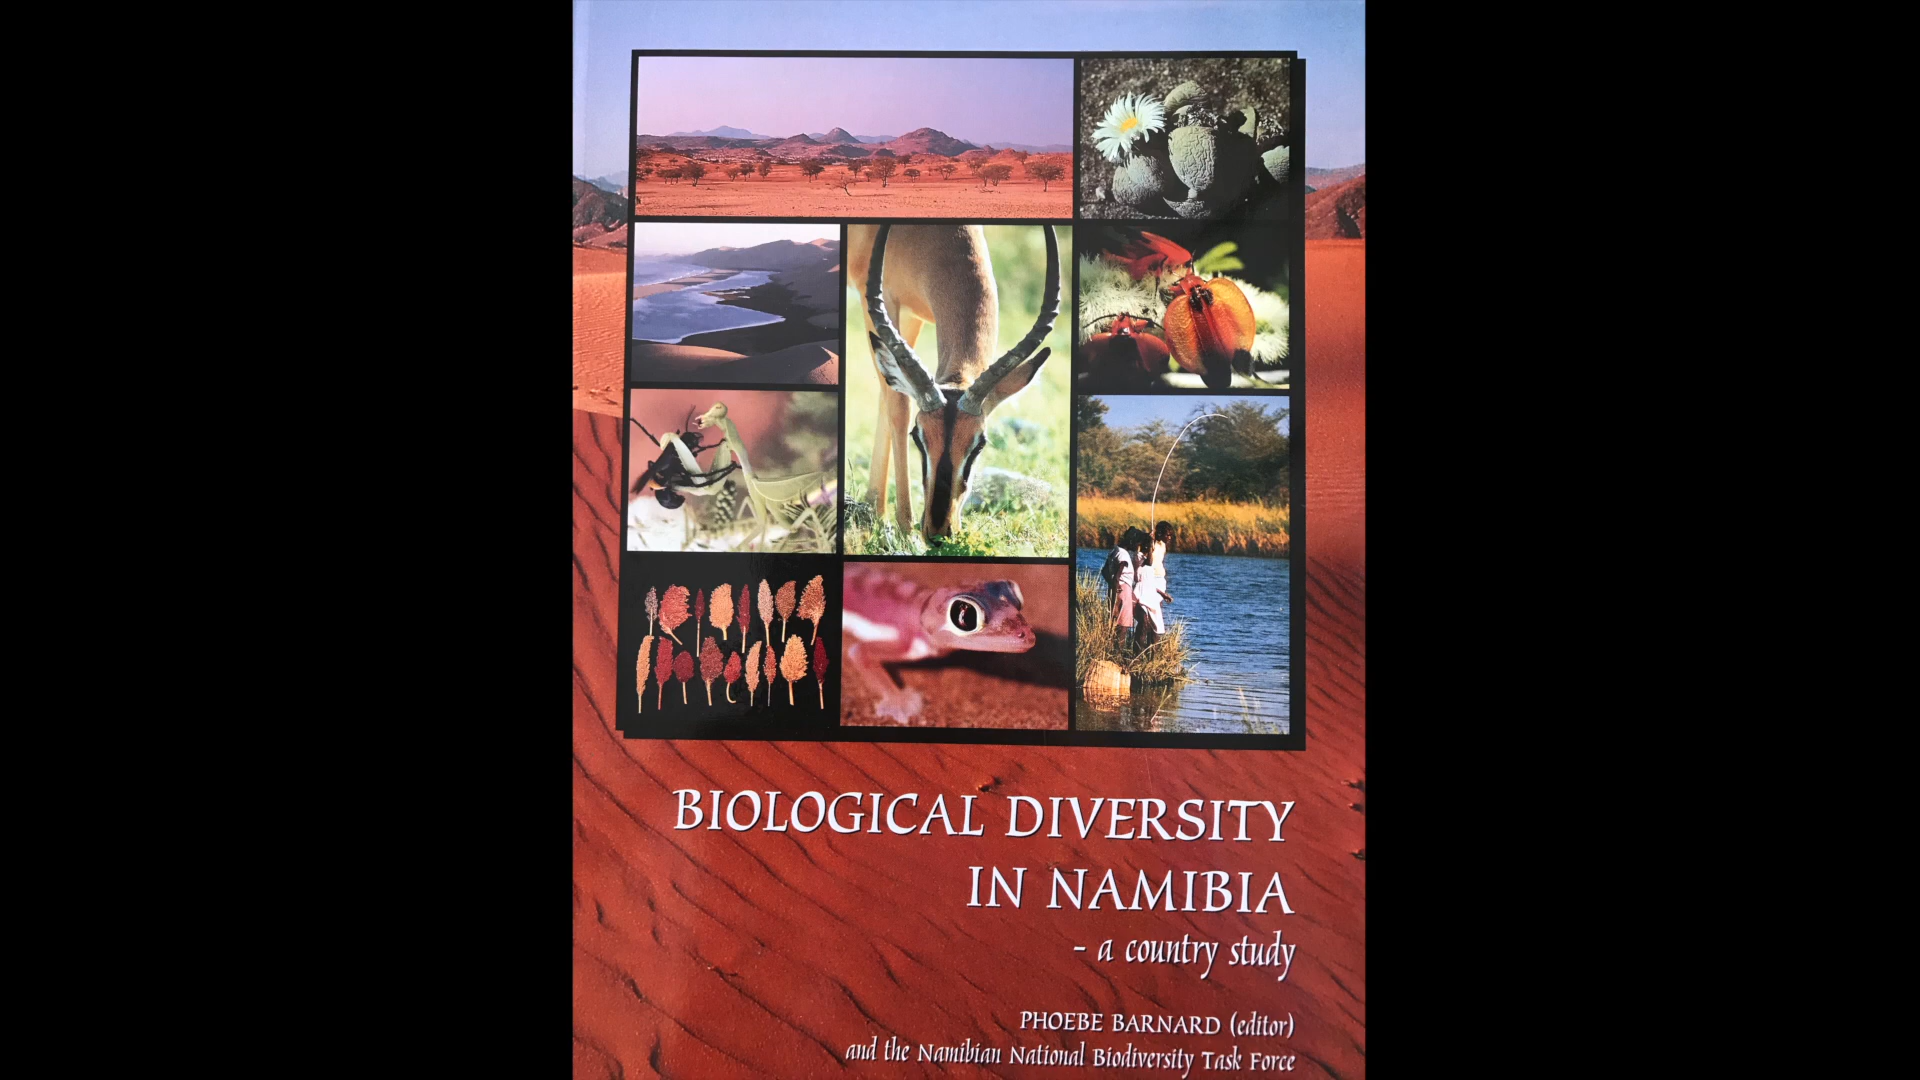 BIOLOGICAL DIVERSITY
IN NAMIBIA
- a country study
PHOEBE BARNARD (editor)
and the Namibian National Biodiversity Task Force